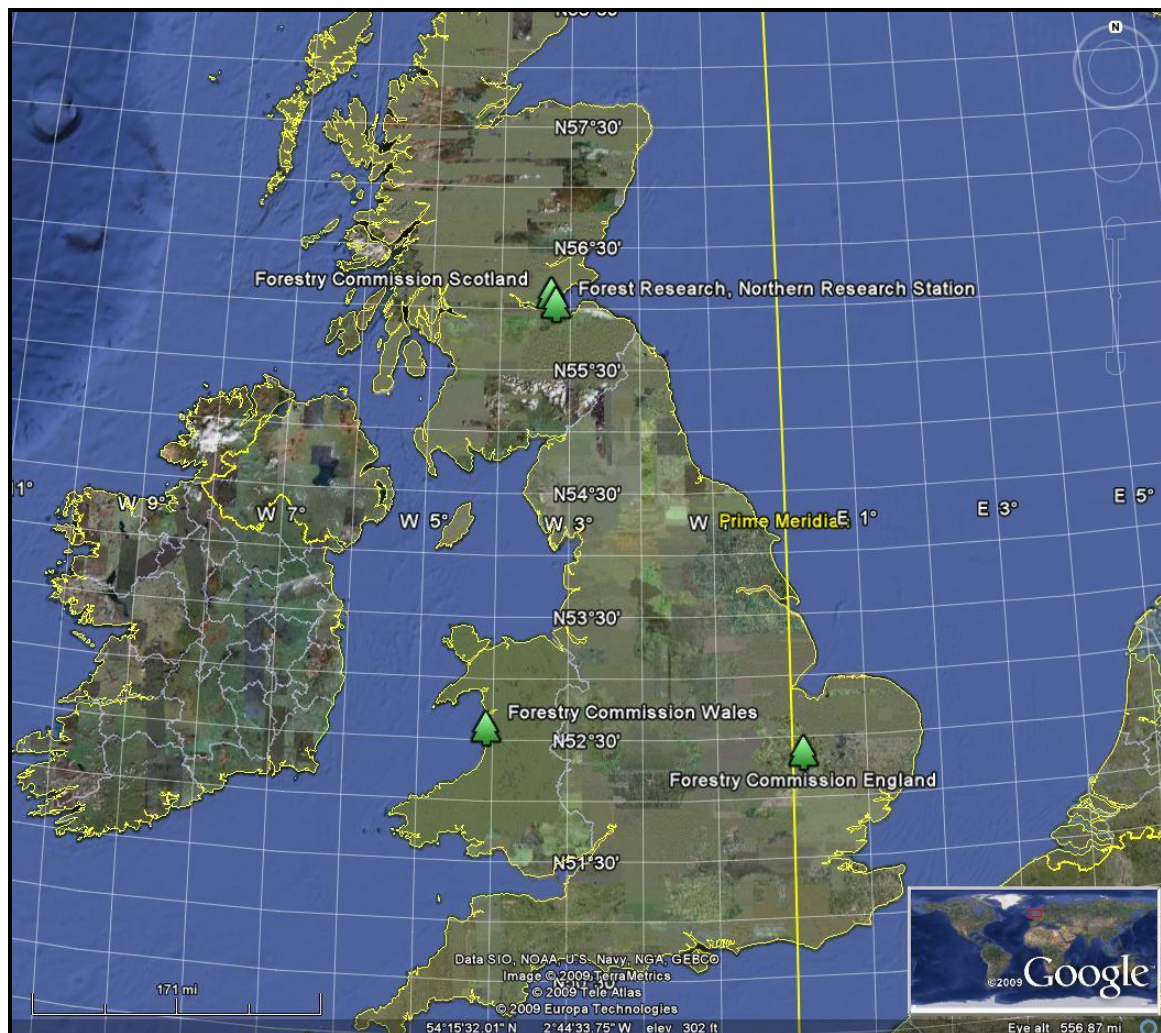 N
N57°30'
N56°30'
Forestry Commission Scotland
Forest Research, Northern Research Station
N55°30'
N54°30'
11°
W 9°
W 7°
W 5°
W 3°
W
Prime Meridia
E 1°
E 3°
E 5°
N53°30'
Forestry Commission Wales
N52°30'
Forestry Commission England
N51°30'
Data SIO, NOAA, U.S. Navy, NGA, GEBCO
Image © 2009 TerraMetrics
© 2009 Tele Atlas
© 2009 Europa Technologies
171 mi
©2009 Google™
54°15'32.01" N 2°44'33.75" W elev 302 ft
Eye alt 556.87 mi